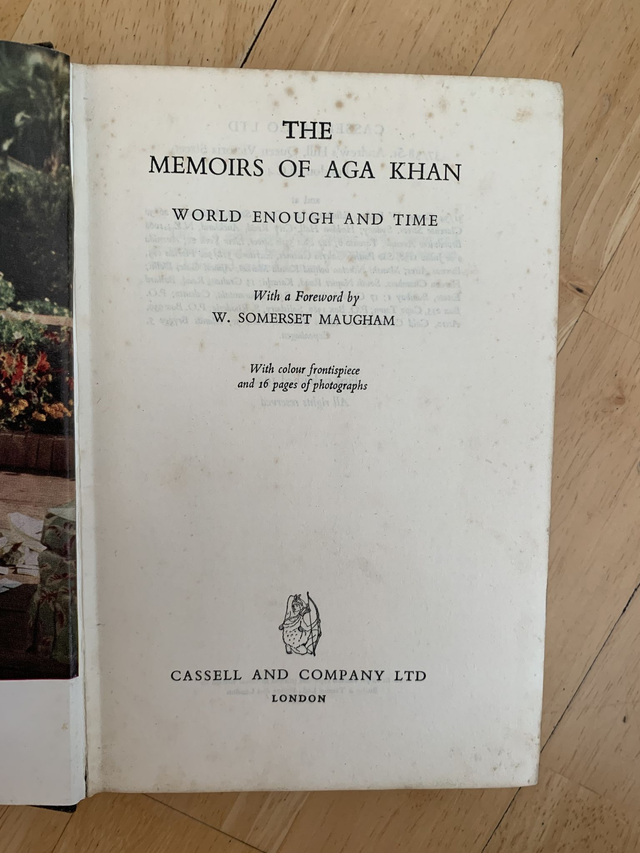 THE
MEMOIRS OF AGA KHAN
WORLD ENOUGH AND TIME
With a Foreword by
W. SOMERSET MAUGHAM
With colour frontispiece
and 16 pages of photographs
CASSELL AND COMPANY LTD
LONDON